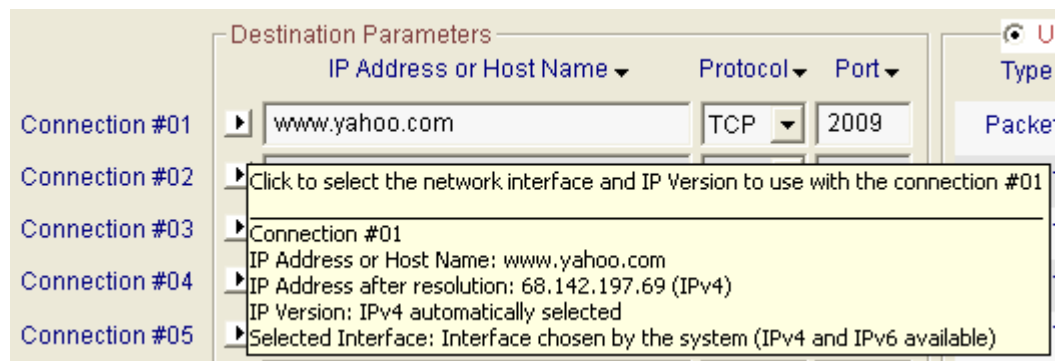 Destination Parameters
U
IP Address or Host Name Protocol Port Type
Connection #01 www.yahoo.com TCP 2009 Packet
Connection #02
Click to select the network interface and IP Version to use with the connection #01
Connection #03
Connection #01
IP Address or Host Name: www.yahoo.com
Connection #04
IP Address after resolution: 68.142.197.69 (IPv4)
IP Version: IPv4 automatically selected
Connection #05
Selected Interface: Interface chosen by the system (IPv4 and IPv6 available)